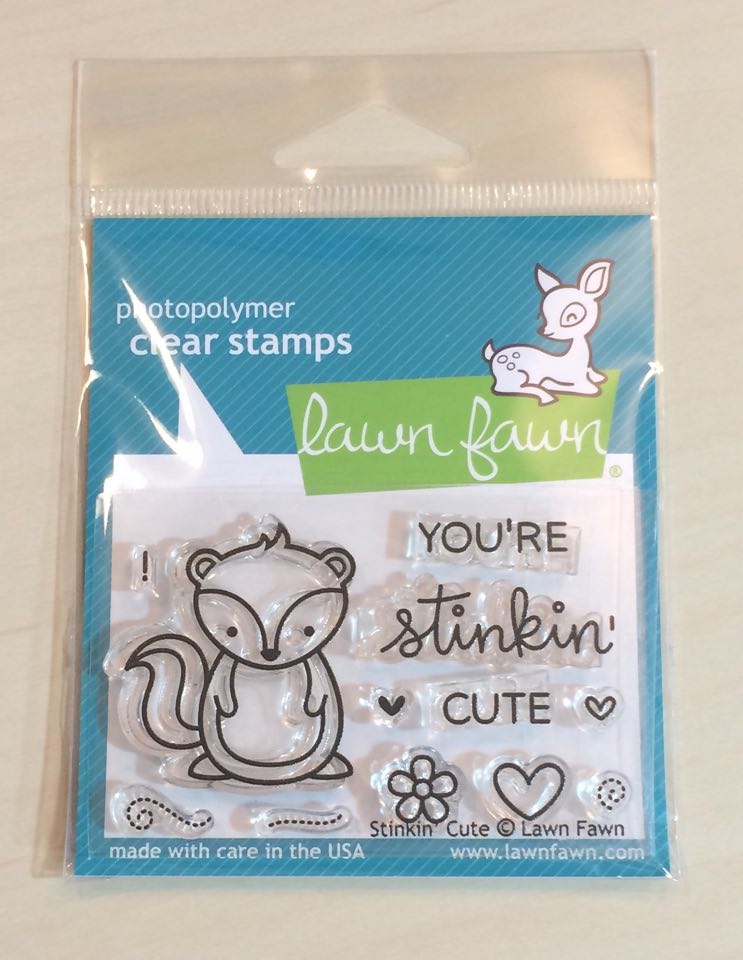 photopolymer
clear stamps
lawn fawn®
!
YOU'RE
stinkin'
CUTE
Stinkin' Cute © Lawn Fawn
made with care in the USA
www.lawnfawn.com